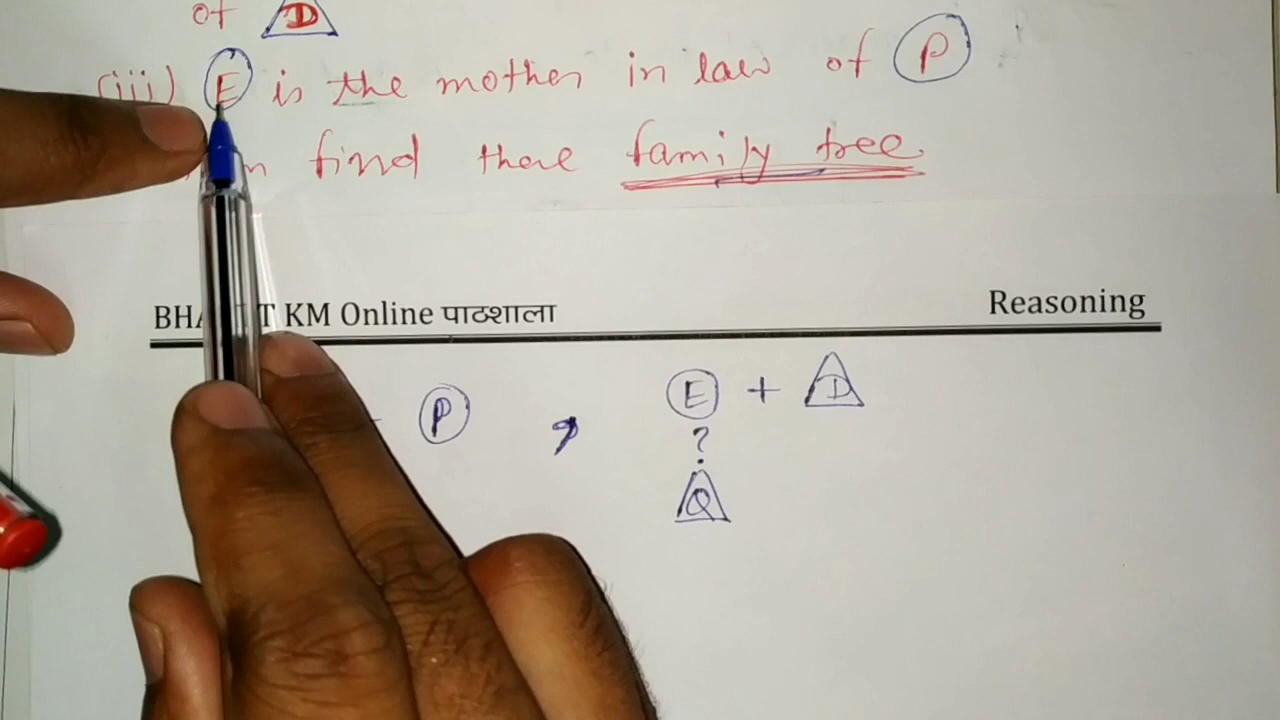 of D
(iii) E is the mother in law of P
find there family tree
BHA T KM Online पाठशाला
Reasoning
P , E + D
?
Q